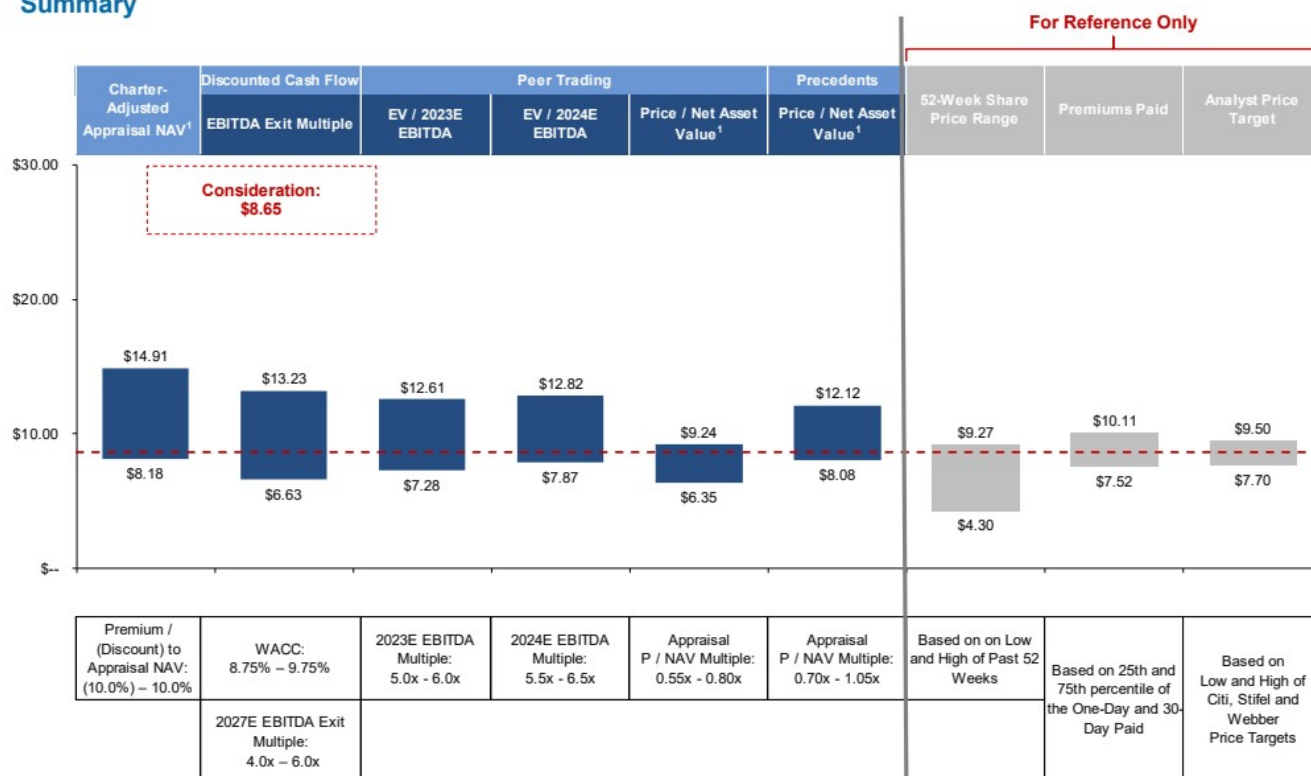 Summary
For Reference Only
Charter-
Adjusted
Appraisal NAV1
Discounted Cash Flow
EBITDA Exit Multiple
Peer Trading
EV / 2023E
EBITDA
EV / 2024E
EBITDA
Price / Net Asset
Value1
Precedents
Price / Net Asset
Value1
52-Week Share
Price Range
Premiums Paid
Analyst Price
Target
$30.00
$20.00
$10.00
$--
Consideration:
$8.65
$14.91
$8.18
$13.23
$6.63
$12.61
$7.28
$12.82
$7.87
$9.24
$6.35
$12.12
$8.08
$9.27
$4.30
$10.11
$7.52
$9.50
$7.70
Premium /
(Discount) to
Appraisal NAV:
(10.0%) – 10.0%
WACC:
8.75% – 9.75%
2027E EBITDA Exit
Multiple:
4.0x – 6.0x
2023E EBITDA
Multiple:
5.0x - 6.0x
2024E EBITDA
Multiple:
5.5x - 6.5x
Appraisal
P / NAV Multiple:
0.55x - 0.80x
Appraisal
P / NAV Multiple:
0.70x - 1.05x
Based on on Low
and High of Past 52
Weeks
Based on 25th and
75th percentile of
the One-Day and 30-
Day Paid
Based on
Low and High of
Citi, Stifel and
Webber
Price Targets